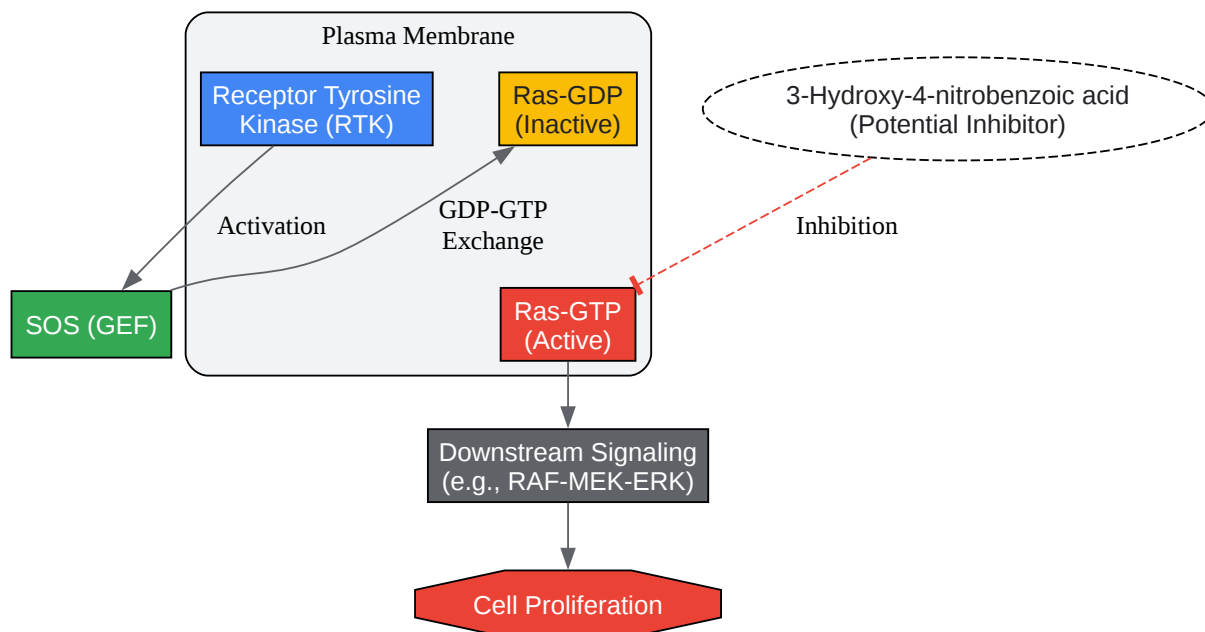 Plasma Membrane
Receptor Tyrosine
Kinase (RTK)
Ras-GDP
(Inactive)
3-Hydroxy-4-nitrobenzoic acid
(Potential Inhibitor)
Activation
GDP-GTP
Exchange
Inhibition
SOS (GEF)
Ras-GTP
(Active)
Downstream Signaling
(e.g., RAF-MEK-ERK)
Cell Proliferation